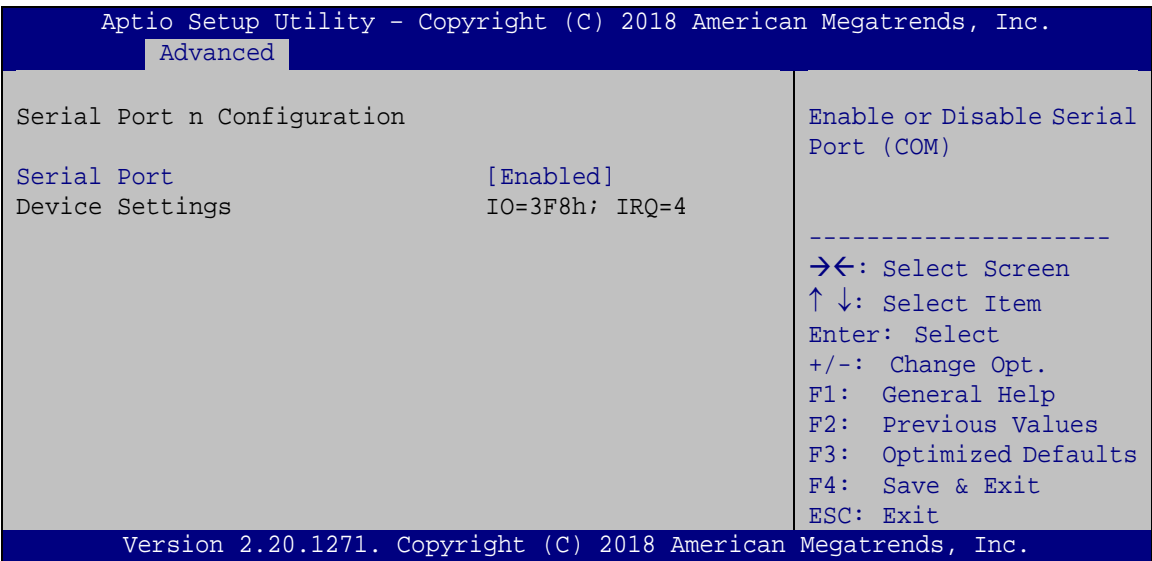 Aptio Setup Utility – Copyright (C) 2018 American Megatrends, Inc.
Advanced
Serial Port n Configuration
Serial Port [Enabled]
Device Settings IO=3F8h; IRQ=4
Enable or Disable Serial
Port (COM)
---------------------
→←: Select Screen
↑ ↓: Select Item
Enter: Select
+/-: Change Opt.
F1: General Help
F2: Previous Values
F3: Optimized Defaults
F4: Save & Exit
ESC: Exit
Version 2.20.1271. Copyright (C) 2018 American Megatrends, Inc.